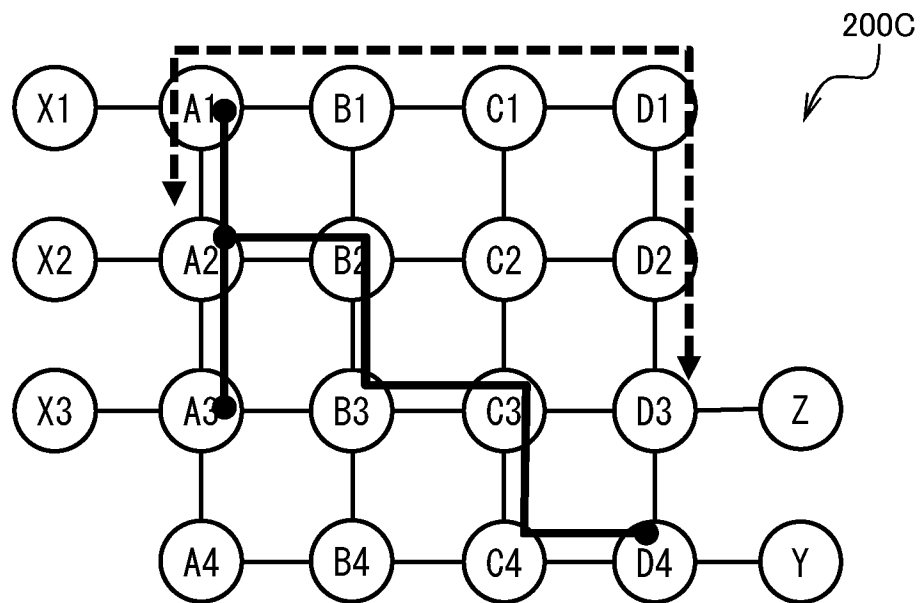 200C
X1 A1 B1 C1 D1
X2 A2 B2 C2 D2
X3 A3 B3 C3 D3 Z
A4 B4 C4 D4 Y